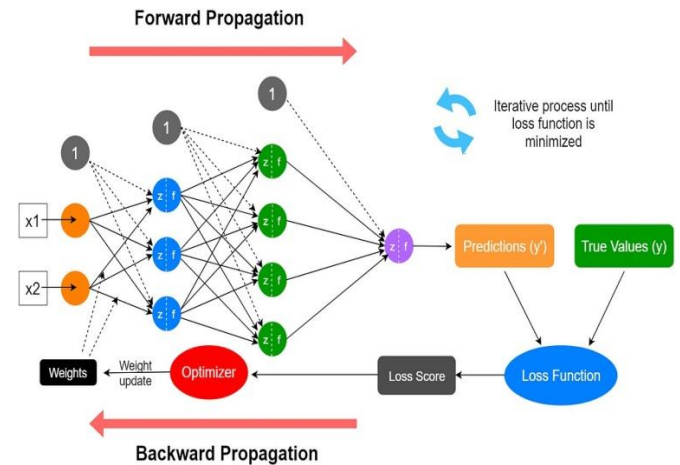 Forward Propagation
1
1
1
Iterative process until
loss function is
minimized
x1
x2
z f
z f
z f
z f
z f
z f
z f
z f
Predictions (y')
True Values (y)
Weights
Weight
update
Optimizer
Loss Score
Loss Function
Backward Propagation